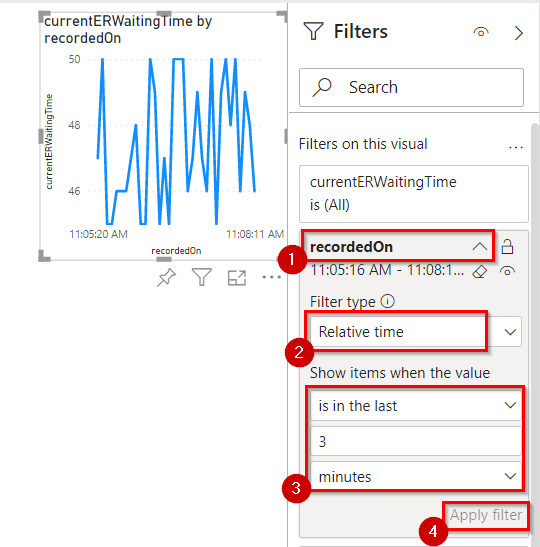 currentERWaitingTime by
recordedOn
50
48
46
currentERWaitingTime
11:05:20 AM
11:08:11 AM
recordedOn
Filters
Search
Filters on this visual
...
currentERWaitingTime
is (All)
1
recordedOn
11:05:16 AM - 11:08:1...
Filter type
2
Relative time
Show items when the value
is in the last
3
3
minutes
4
Apply filter